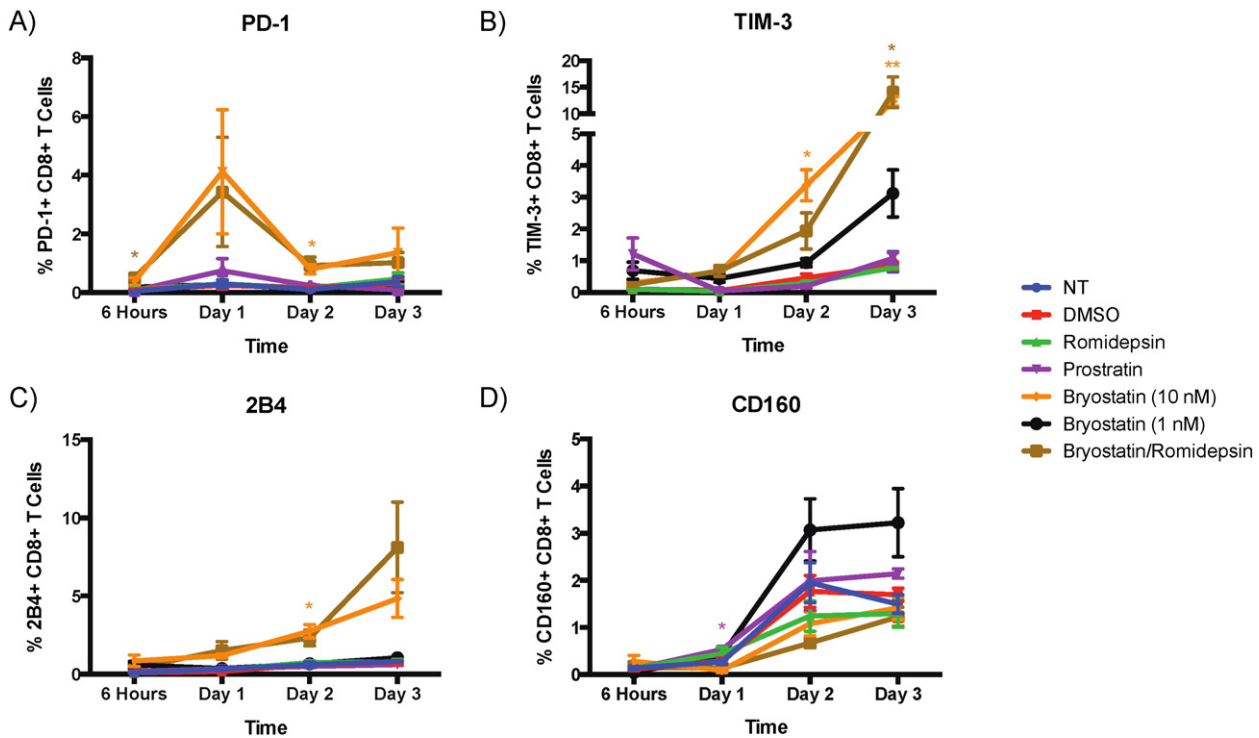 A)
PD-1
% PD-1+ CD8+ T Cells
8
6
4
2
0
*
*
6 Hours Day 1 Day 2 Day 3
Time
B)
TIM-3
% TIM-3+ CD8+ T Cells
20
15
10
5
4
3
2
1
0
*
*
**
6 Hours Day 1 Day 2 Day 3
Time
C)
2B4
% 2B4+ CD8+ T Cells
15
10
5
0
*
6 Hours Day 1 Day 2 Day 3
Time
D)
CD160
% CD160+ CD8+ T Cells
5
4
3
2
1
0
*
6 Hours Day 1 Day 2 Day 3
Time
NT
DMSO
Romidepsin
Prostratin
Bryostatin (10 nM)
Bryostatin (1 nM)
Bryostatin/Romidepsin